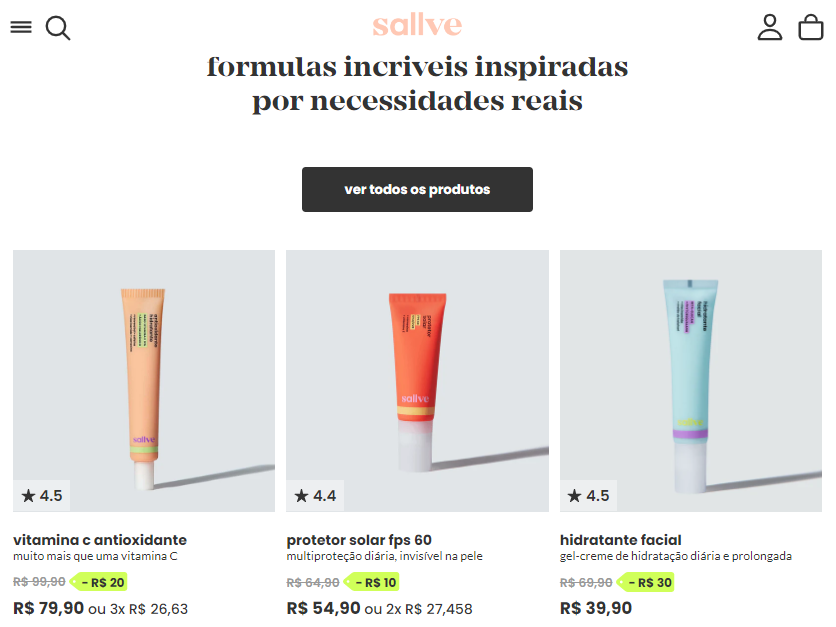 sallve
formulas incriveis inspiradas
por necessidades reais
ver todos os produtos
sallve
★ 4.5
sallve
★ 4.4
★ 4.5
vitamina c antioxidante
muito mais que uma vitamina C
R$ 99,90 - R$ 20
R$ 79,90 ou 3x R$ 26,63
protetor solar fps 60
multiproteção diária, invisível na pele
R$ 64,90 - R$ 10
R$ 54,90 ou 2x R$ 27,458
hidratante facial
gel-creme de hidratação diária e prolongada
R$ 69,90 - R$ 30
R$ 39,90